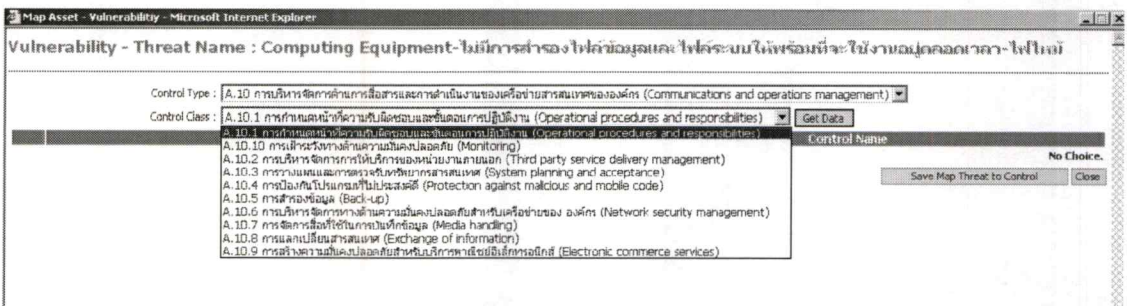 Map Asset - Vulnerabilitiy - Microsoft Internet Explorer
Vulnerability - Threat Name : Computing Equipment-ไม่มีการสำรองไฟล์ข้อมูลและไฟล์ระบบให้พร้อมที่จะใช้งานอยู่ตลอดเวลา-ไฟไหม้
Control Type : A.10 การบริหารจัดการด้านการสื่อสารและการดำเนินงานของเครือข่ายสารสนเทศขององค์กร (Communications and operations management)
Control Class : A.10.1 การกำหนดหน้าที่ความรับผิดชอบและขั้นตอนการปฏิบัติงาน (Operational procedures and responsibilities) Get Data
Control Name
A.10.1 การกำหนดหน้าที่ความรับผิดชอบและขั้นตอนการปฏิบัติงาน (Operational procedures and responsibilities)
A.10.10 การเฝ้าระวังทางด้านความมั่นคงปลอดภัย (Monitoring)
A.10.2 การบริหารจัดการการให้บริการของหน่วยงานภายนอก (Third party service delivery management)
A.10.3 การวางแผนและการตรวจรับทรัพยากรสารสนเทศ (System planning and acceptance)
A.10.4 การป้องกันโปรแกรมที่ไม่ประสงค์ดี (Protection against malicious and mobile code)
A.10.5 การสำรองข้อมูล (Back-up)
A.10.6 การบริหารจัดการทางด้านความมั่นคงปลอดภัยสำหรับเครือข่ายของ องค์กร (Network security management)
A.10.7 การจัดการสื่อที่ใช้ในการบันทึกข้อมูล (Media handling)
A.10.8 การแลกเปลี่ยนสารสนเทศ (Exchange of information)
A.10.9 การสร้างความมั่นคงปลอดภัยสำหรับบริการพาณิชย์อิเล็กทรอนิกส์ (Electronic commerce services)
No Choice.
Save Map Threat to Control Close